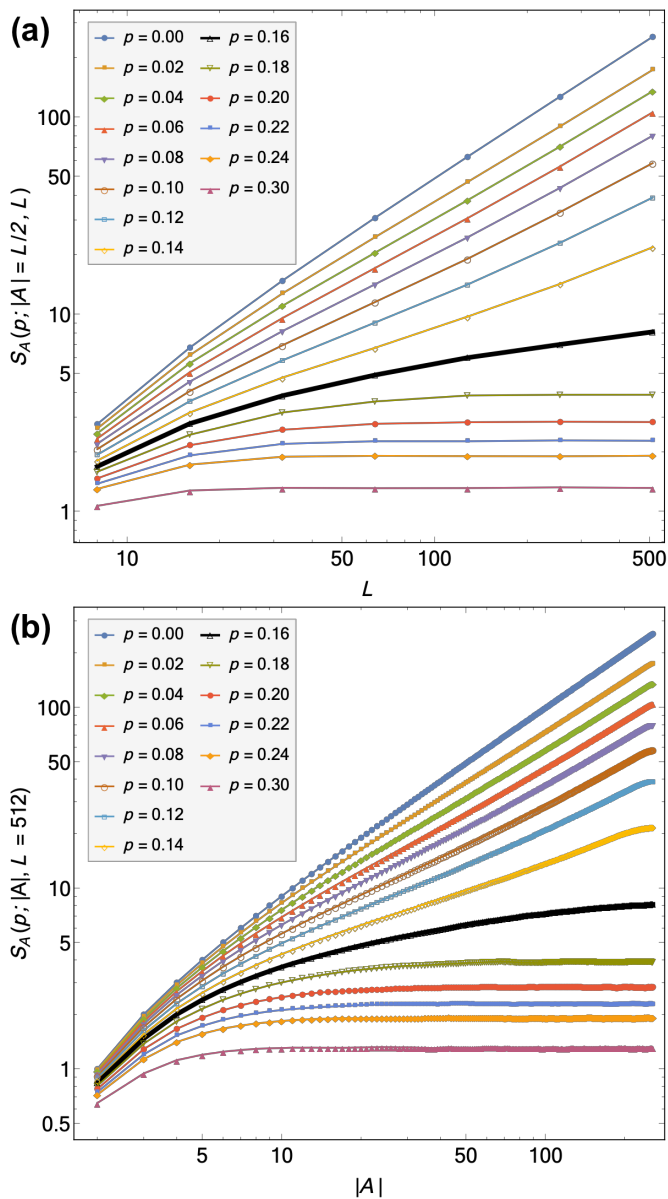 (a)
p = 0.00 p = 0.16
p = 0.02 p = 0.18
p = 0.04 p = 0.20
p = 0.06 p = 0.22
p = 0.08 p = 0.24
p = 0.10 p = 0.30
p = 0.12
p = 0.14
S_A(p; |A| = L/2, L)
100
50
10
5
1
10 50 100 500
L
(b)
p = 0.00 p = 0.16
p = 0.02 p = 0.18
p = 0.04 p = 0.20
p = 0.06 p = 0.22
p = 0.08 p = 0.24
p = 0.10 p = 0.30
p = 0.12
p = 0.14
S_A(p; |A|, L = 512)
100
50
10
5
1
0.5
5 10 50 100
|A|